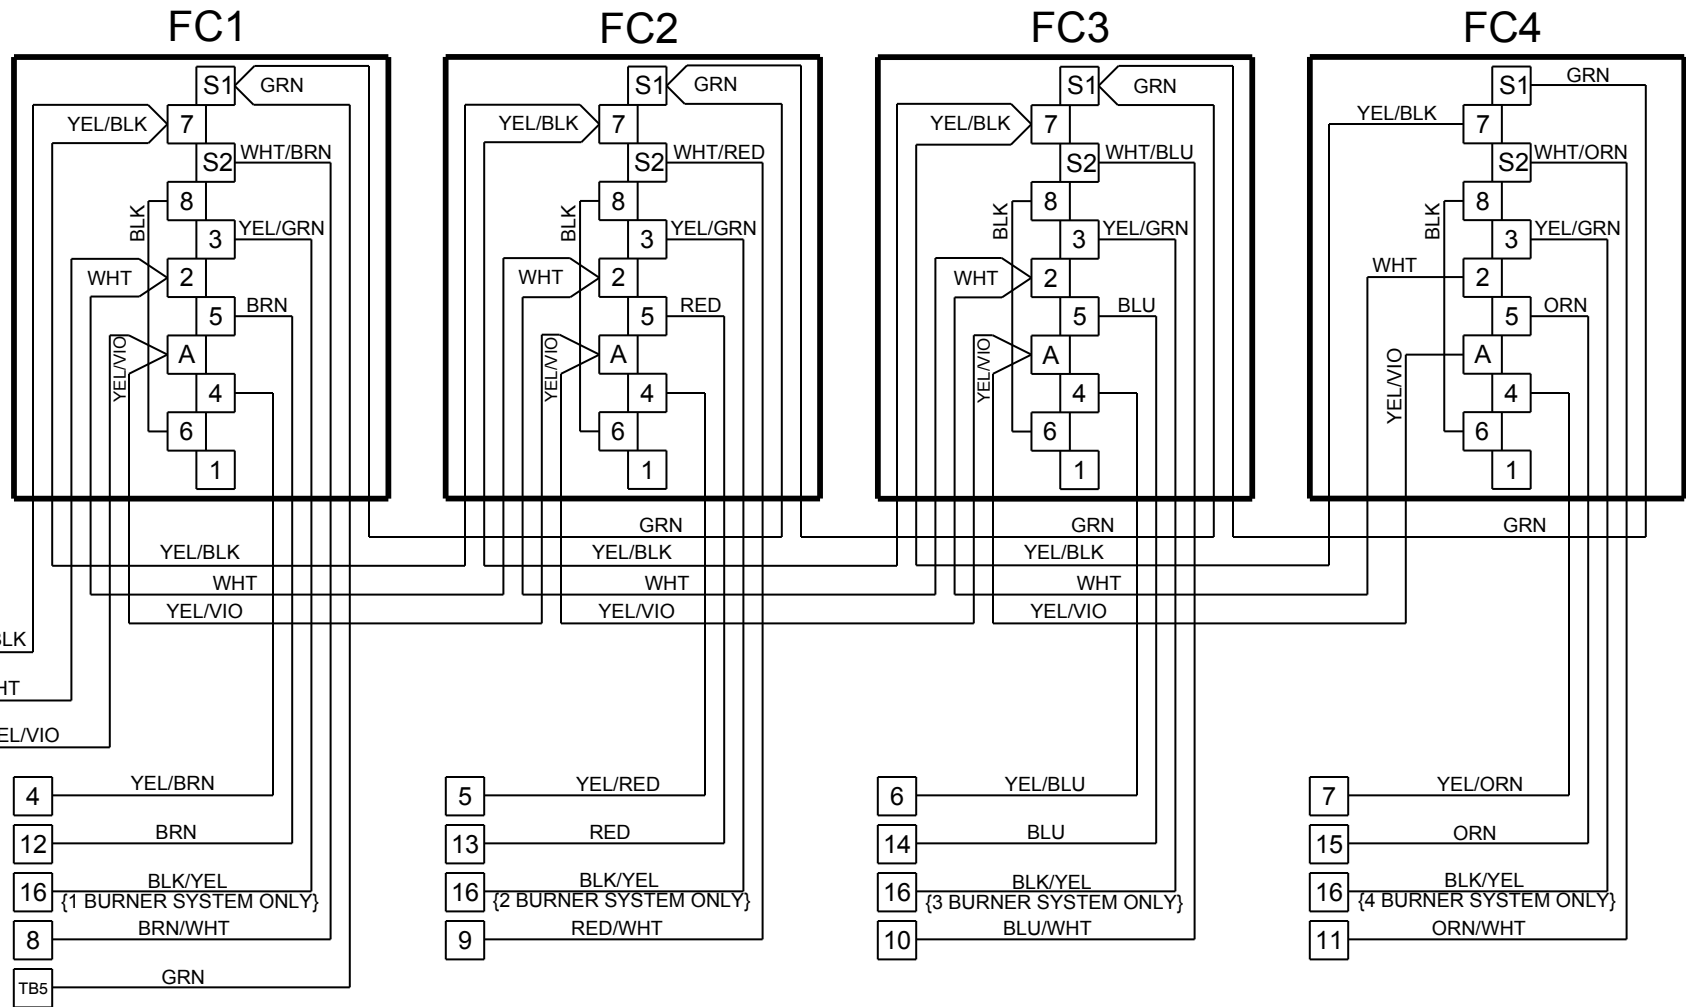 FC1
FC2
FC3
FC4
S1
GRN
YEL/BLK
7
S2
WHT/BRN
8
BLK
3
YEL/GRN
WHT
2
5
BRN
A
YEL/VIO
4
6
1
S1
GRN
YEL/BLK
7
S2
WHT/RED
8
BLK
3
YEL/GRN
WHT
2
5
RED
A
YEL/VIO
4
6
1
S1
GRN
YEL/BLK
7
S2
WHT/BLU
8
BLK
3
YEL/GRN
WHT
2
5
BLU
A
YEL/VIO
4
6
1
S1
GRN
YEL/BLK
7
S2
WHT/ORN
8
BLK
3
YEL/GRN
WHT
2
5
ORN
A
YEL/VIO
4
6
1
GRN
GRN
GRN
YEL/BLK
YEL/BLK
YEL/BLK
WHT
WHT
WHT
YEL/VIO
YEL/VIO
YEL/VIO
BLK
HT
EL/VIO
4
YEL/BRN
12
BRN
16
BLK/YEL
{1 BURNER SYSTEM ONLY}
8
BRN/WHT
TB5
GRN
5
YEL/RED
13
RED
16
BLK/YEL
{2 BURNER SYSTEM ONLY}
9
RED/WHT
6
YEL/BLU
14
BLU
16
BLK/YEL
{3 BURNER SYSTEM ONLY}
10
BLU/WHT
7
YEL/ORN
15
ORN
16
BLK/YEL
{4 BURNER SYSTEM ONLY}
11
ORN/WHT